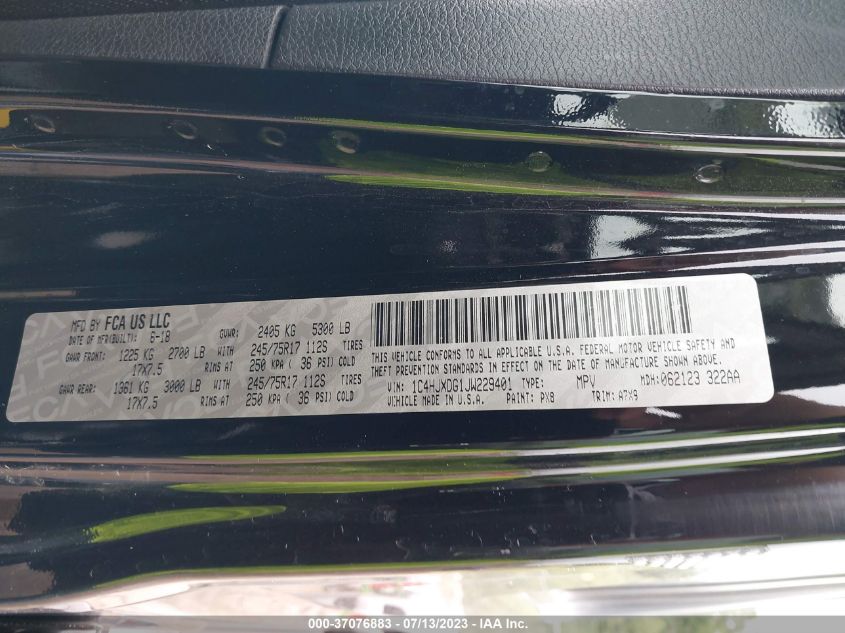 MFD BY FCA US LLC
DATE OF MFR(BUILT): 6-18 GVWR: 2405 KG 5300 LB
GAWR FRONT: 1225 KG 2700 LB WITH 245/75R17 112S TIRES
17X7.5 RIMS AT 250 KPA ( 36 PSI) COLD
GAWR REAR: 1361 KG 3000 LB WITH 245/75R17 112S TIRES
17X7.5 RIMS AT 250 KPA ( 36 PSI) COLD
THIS VEHICLE CONFORMS TO ALL APPLICABLE U.S.A. FEDERAL MOTOR VEHICLE SAFETY AND
THEFT PREVENTION STANDARDS IN EFFECT ON THE DATE OF MANUFACTURE SHOWN ABOVE.
VIN: 1C4HJXDG1JW229401 TYPE: MPV MDH: 062123 322AA
VEHICLE MADE IN U.S.A. PAINT: PX8 TRIM: A7X9
000-37076883 - 07/13/2023 - IAA Inc.